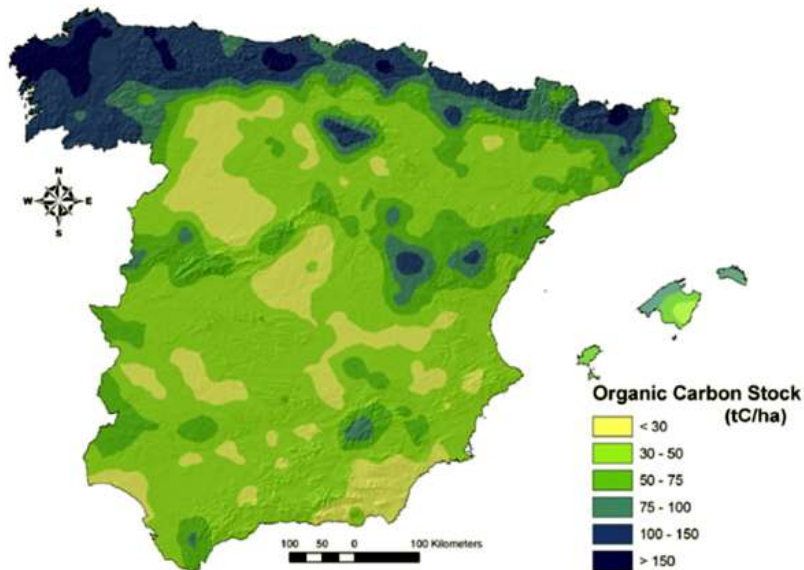 N
W E
S
Organic Carbon Stock
(tC/ha)
< 30
30 - 50
50 - 75
75 - 100
100 - 150
> 150
100 50 0 100 Kilometers